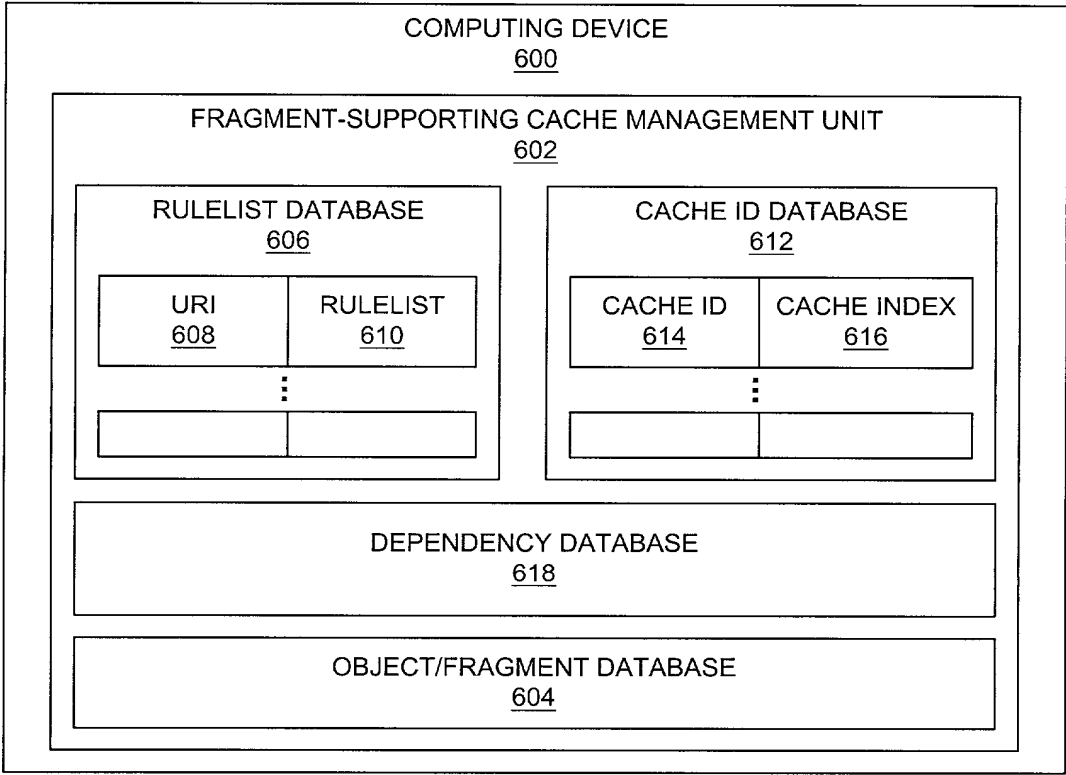 COMPUTING DEVICE
600
FRAGMENT-SUPPORTING CACHE MANAGEMENT UNIT
602
RULELIST DATABASE
606
URI
608
RULELIST
610
CACHE ID DATABASE
612
CACHE ID
614
CACHE INDEX
616
DEPENDENCY DATABASE
618
OBJECT/FRAGMENT DATABASE
604